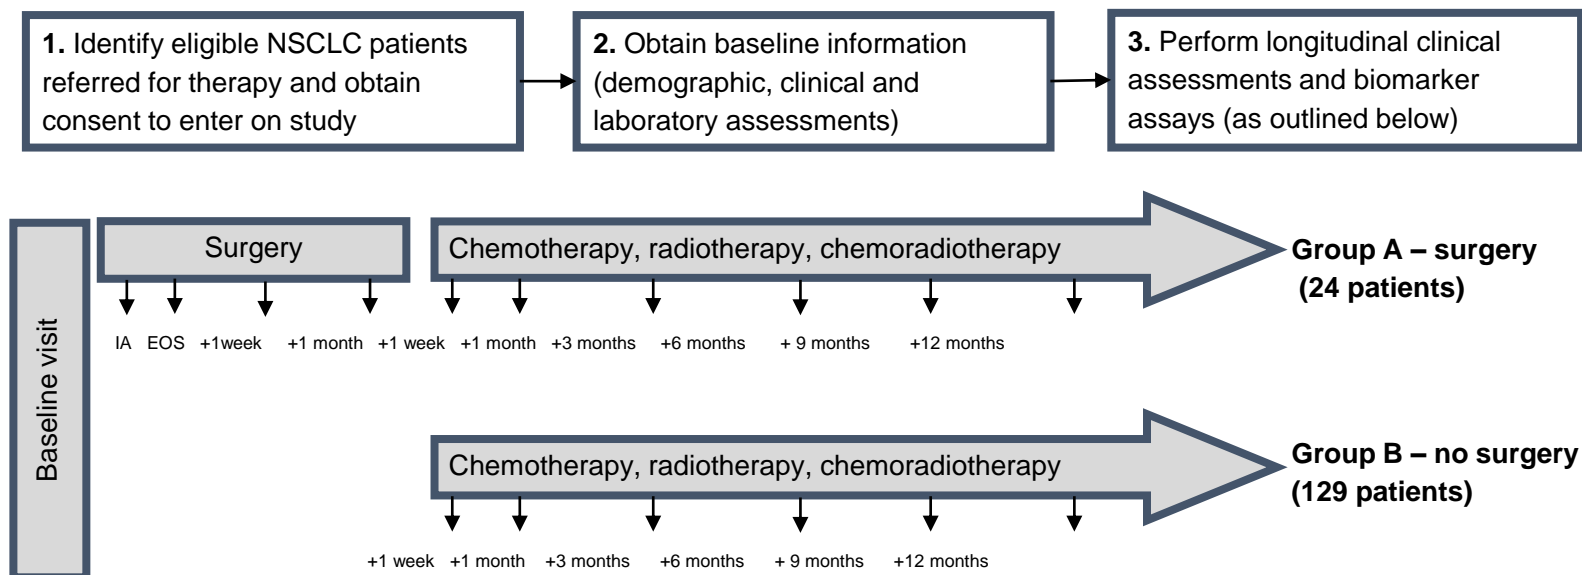 1. Identify eligible NSCLC patients
referred for therapy and obtain
consent to enter on study
2. Obtain baseline information
(demographic, clinical and
laboratory assessments)
3. Perform longitudinal clinical
assessments and biomarker
assays (as outlined below)
Baseline visit
Surgery
Chemotherapy, radiotherapy, chemoradiotherapy
Group A – surgery
(24 patients)
IA EOS +1week +1 month +1 week +1 month +3 months +6 months + 9 months +12 months
Chemotherapy, radiotherapy, chemoradiotherapy
Group B – no surgery
(129 patients)
+1 week +1 month +3 months +6 months + 9 months +12 months